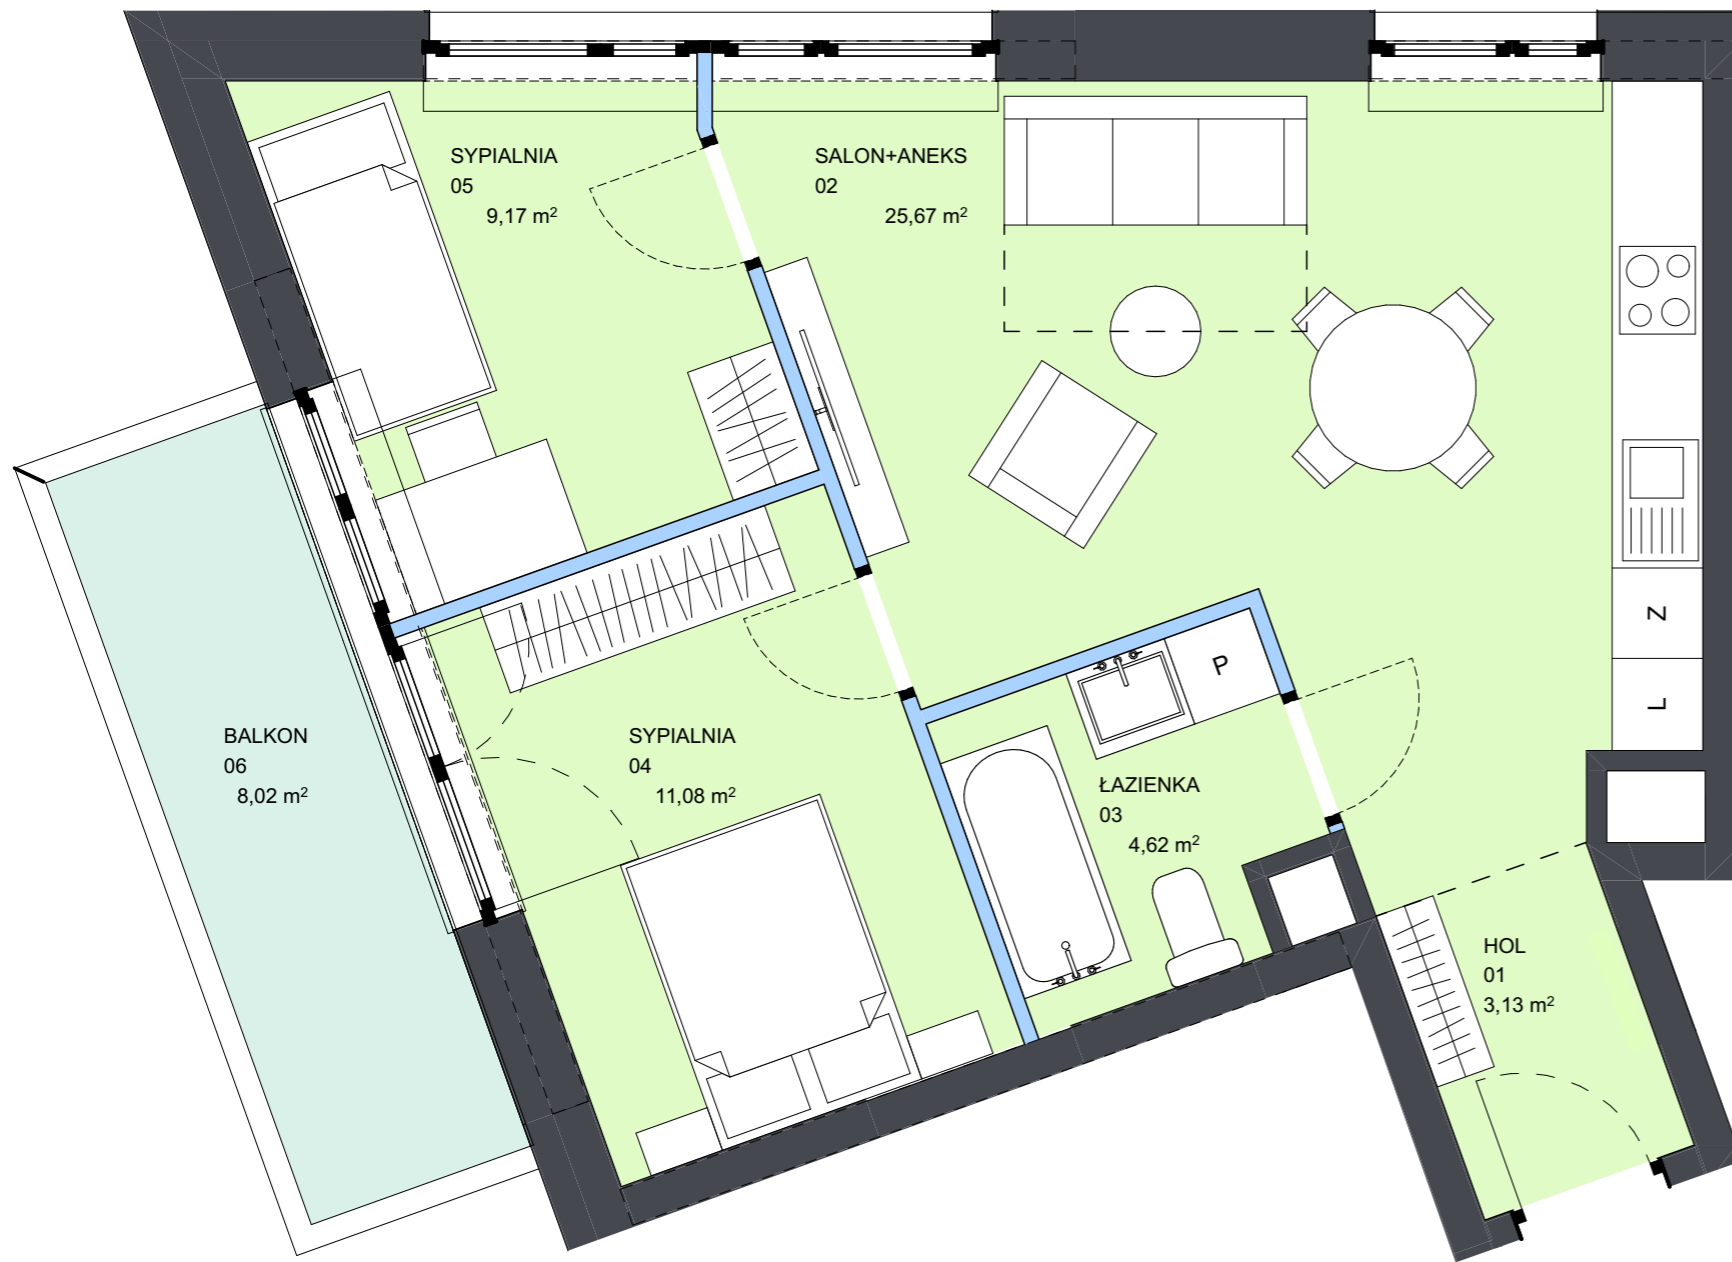 SYPIALNIA
05
9,17 m²
SALON+ANEKS
02
25,67 m²
BALKON
06
8,02 m²
SYPIALNIA
04
11,08 m²
ŁAZIENKA
03
4,62 m²
HOL
01
3,13 m²
P
Z
L